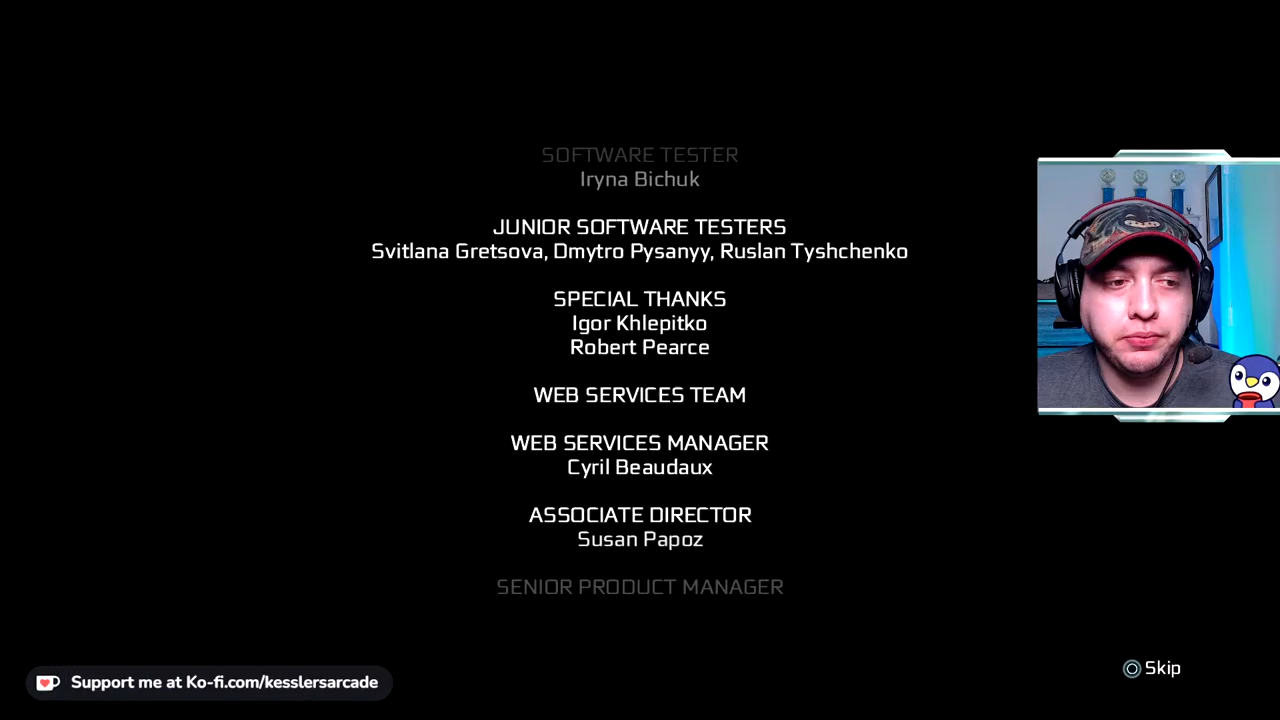 SOFTWARE TESTER
Iryna Bichuk
JUNIOR SOFTWARE TESTERS
Svitlana Gretsova, Dmytro Pysanyy, Ruslan Tyshchenko
SPECIAL THANKS
Igor Khlepitko
Robert Pearce
WEB SERVICES TEAM
WEB SERVICES MANAGER
Cyril Beaudaux
ASSOCIATE DIRECTOR
Susan Papoz
SENIOR PRODUCT MANAGER
Skip
Support me at Ko-fi.com/kesslersarcade